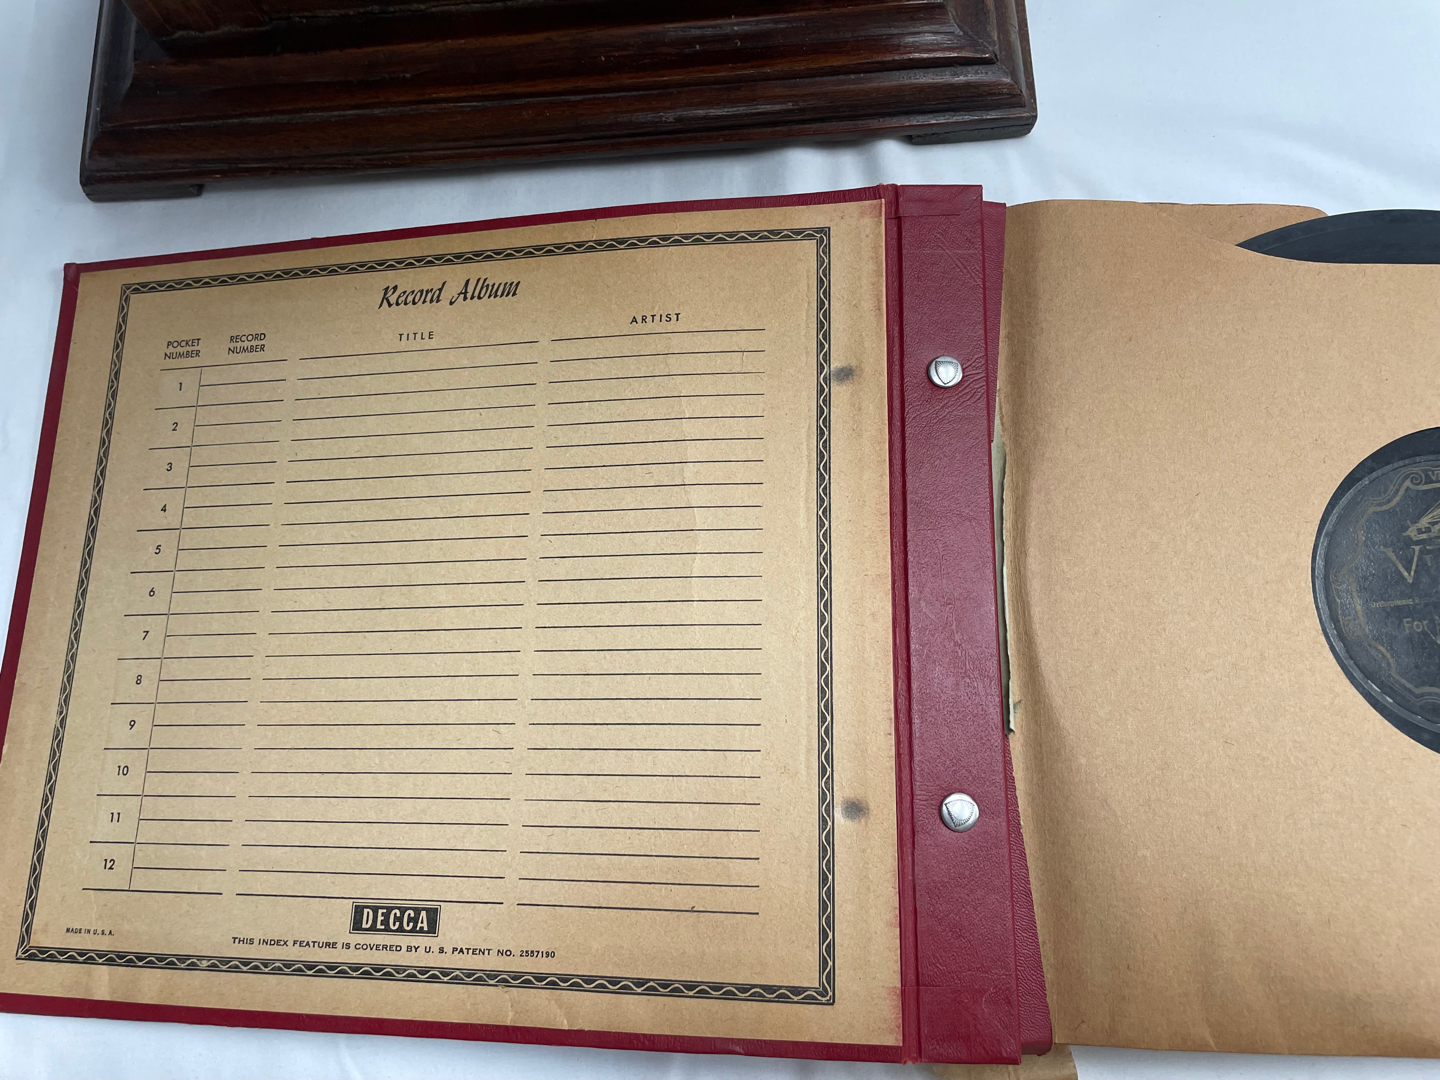 Record Album
POCKET NUMBER
RECORD NUMBER
TITLE
ARTIST
1
2
3
4
5
6
7
8
9
10
11
12
DECCA
MADE IN U. S. A.
THIS INDEX FEATURE IS COVERED BY U. S. PATENT NO. 2557190
For